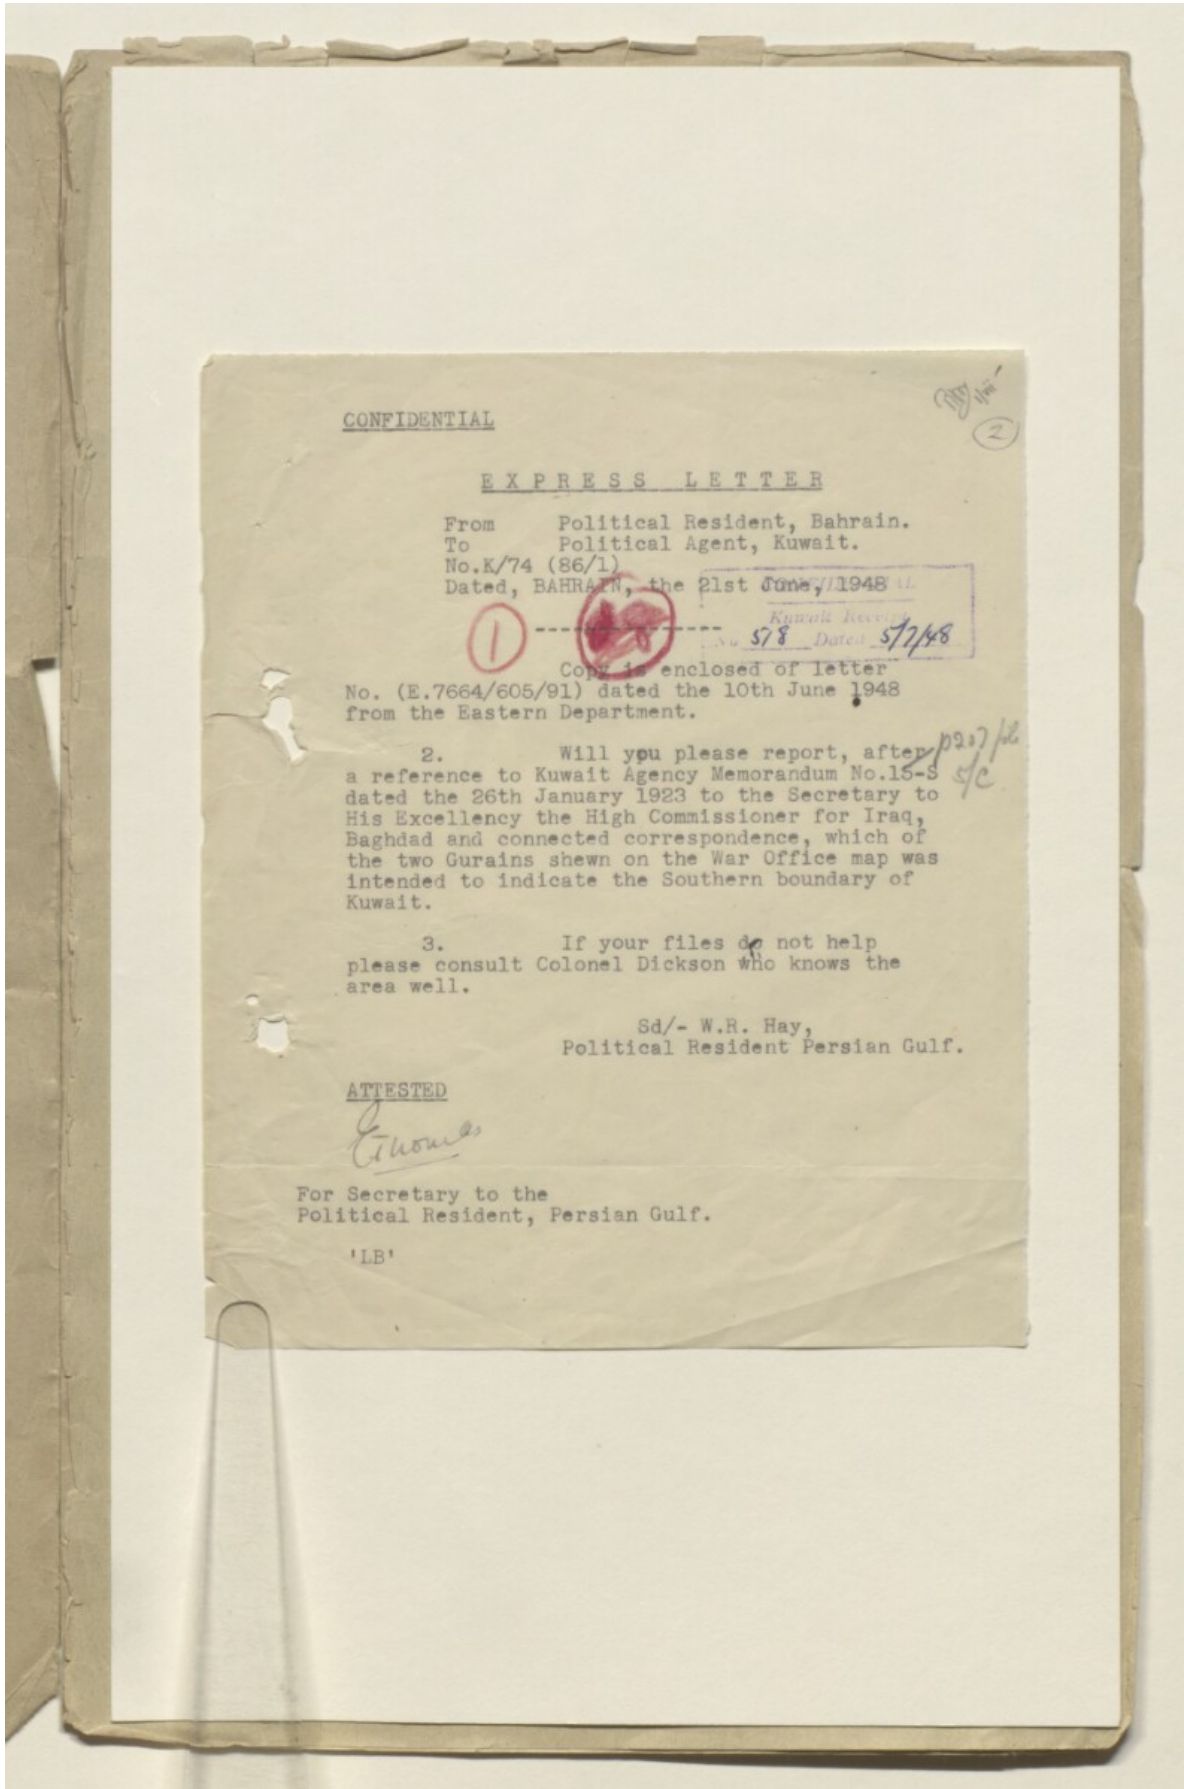 2
CONFIDENTIAL
EXPRESS LETTER
From Political Resident, Bahrain.
To Political Agent, Kuwait.
No.K/74 (86/1)
Dated, BAHRAIN, the 21st June, 1948
CONFIDENTIAL
Kuwait Receipt
No 518 Dated 5/7/48
1
Copy is enclosed of letter
No. (E.7664/605/91) dated the 10th June 1948
from the Eastern Department.
2. Will you please report, after
a reference to Kuwait Agency Memorandum No.15-S
dated the 26th January 1923 to the Secretary to
His Excellency the High Commissioner for Iraq,
Baghdad and connected correspondence, which of
the two Gurains shewn on the War Office map was
intended to indicate the Southern boundary of
Kuwait.
p207
5/C
3. If your files do not help
please consult Colonel Dickson who knows the
area well.
Sd/- W.R. Hay,
Political Resident Persian Gulf.
ATTESTED
EThomas
For Secretary to the
Political Resident, Persian Gulf.
'LB'